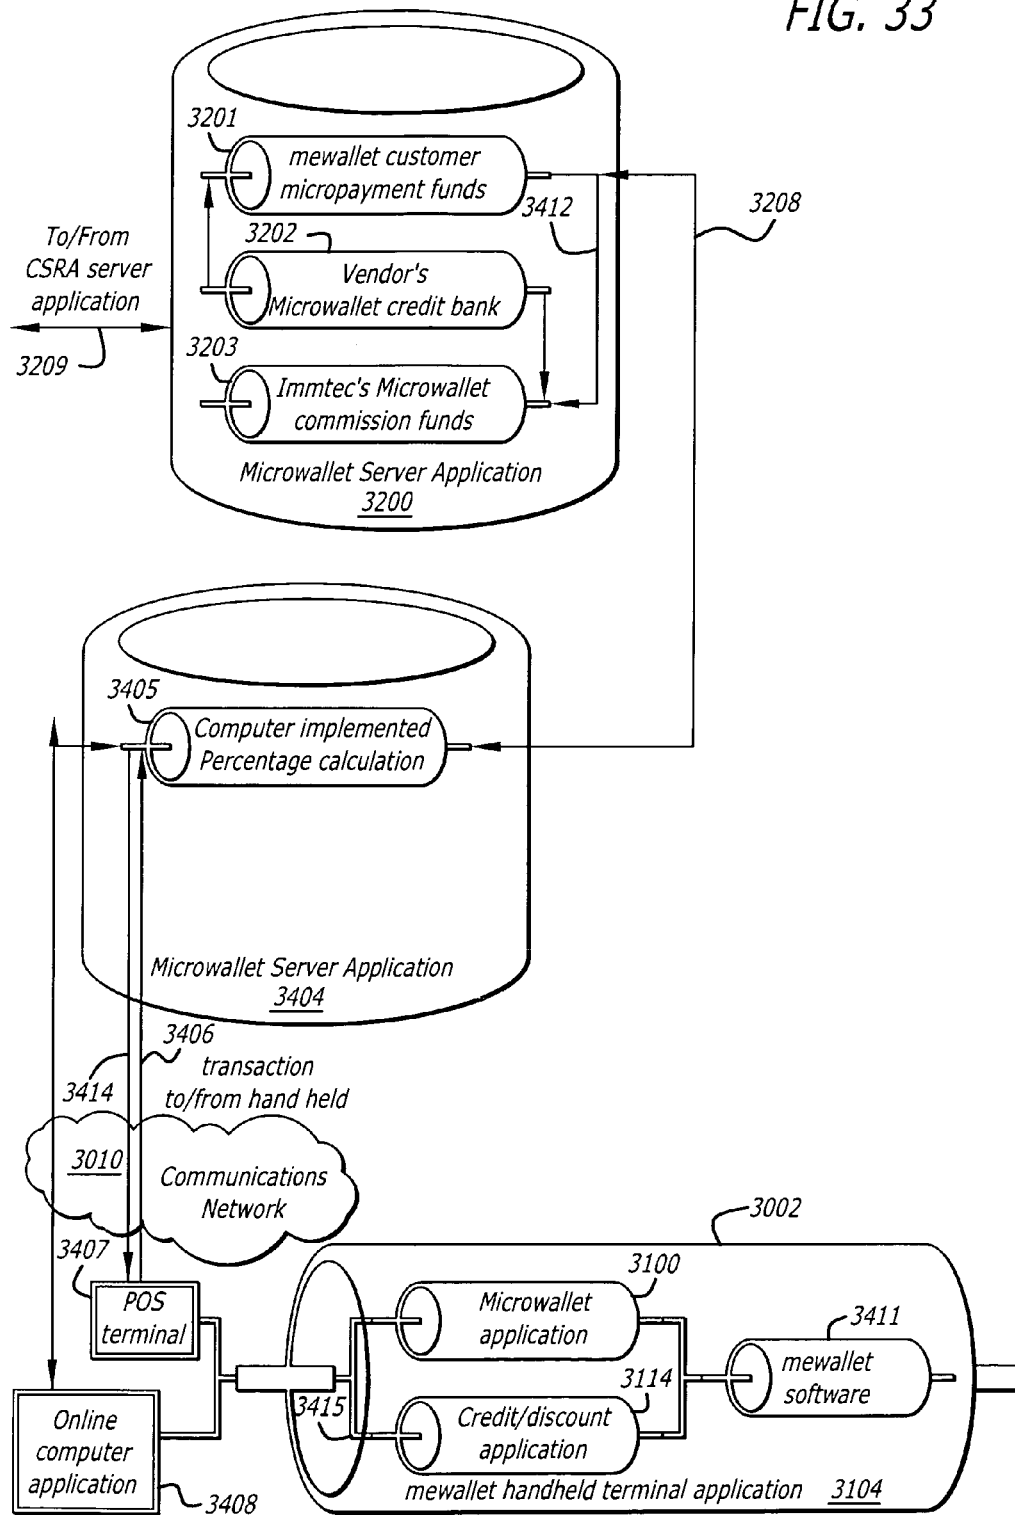 FIG. 33
3201
mewallet customer
micropayment funds
3412
3208
3202
To/From
CSRA server
application
Vendor's
Microwallet credit bank
3209
3203
Immtec's Microwallet
commission funds
Microwallet Server Application
3200
3405
Computer implemented
Percentage calculation
Microwallet Server Application
3404
3406
3414
transaction
to/from hand held
3010
Communications
Network
3407
POS
terminal
3002
3100
Microwallet
application
3411
mewallet
software
3114
3415
Credit/discount
application
Online
computer
application
3408
mewallet handheld terminal application 3104